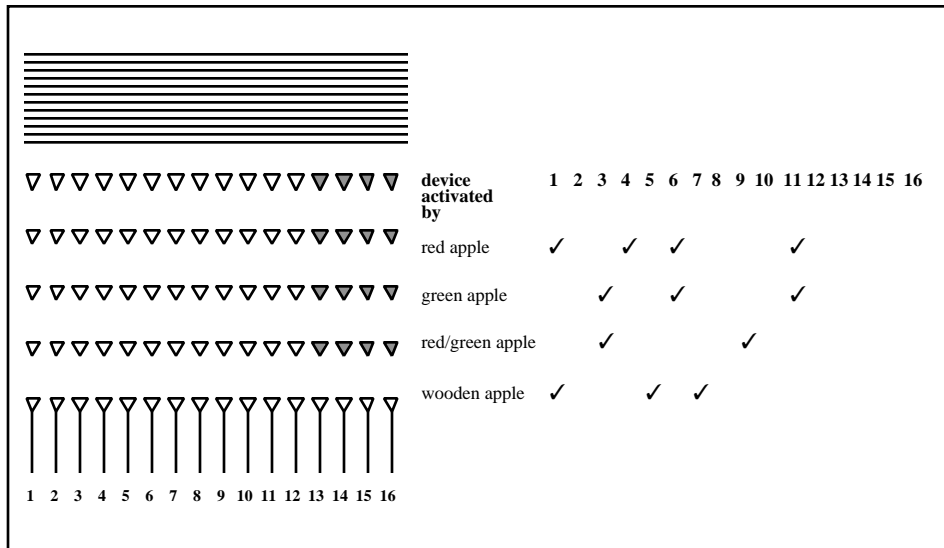 device 1 2 3 4 5 6 7 8 9 10 11 12 13 14 15 16
activated
by
red apple ✓ ✓ ✓ ✓
green apple ✓ ✓ ✓
red/green apple ✓ ✓
wooden apple ✓ ✓ ✓
1 2 3 4 5 6 7 8 9 10 11 12 13 14 15 16